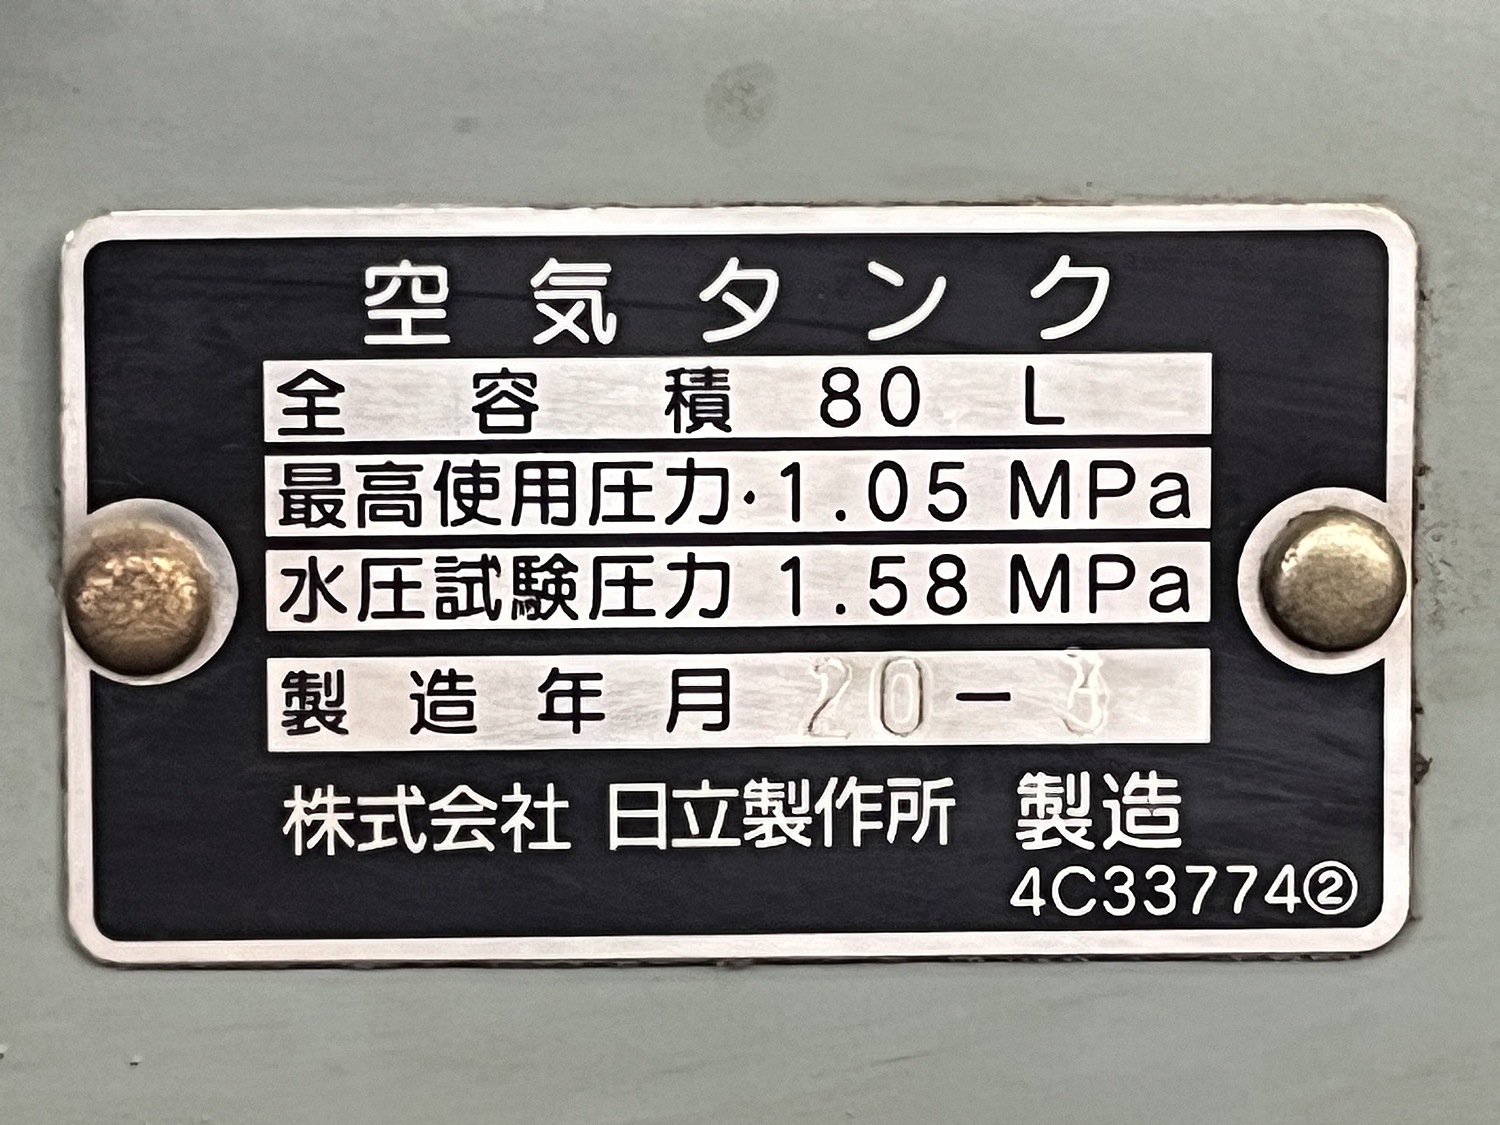 空気タンク
全容積 80 L
最高使用圧力・1.05 MPa
水圧試験圧力 1.58 MPa
製造年月 20-3
株式会社 日立製作所 製造
4C33774②